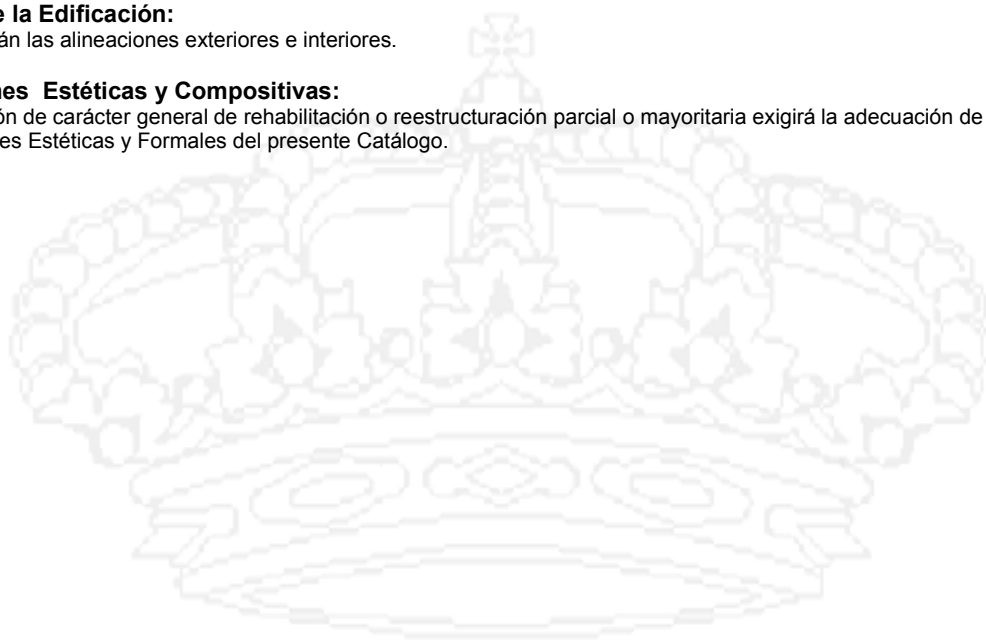 e la Edificación:
án las alineaciones exteriores e interiores.
nes Estéticas y Compositivas:
ón de carácter general de rehabilitación o reestructuración parcial o mayoritaria exigirá la adecuación de
es Estéticas y Formales del presente Catálogo.